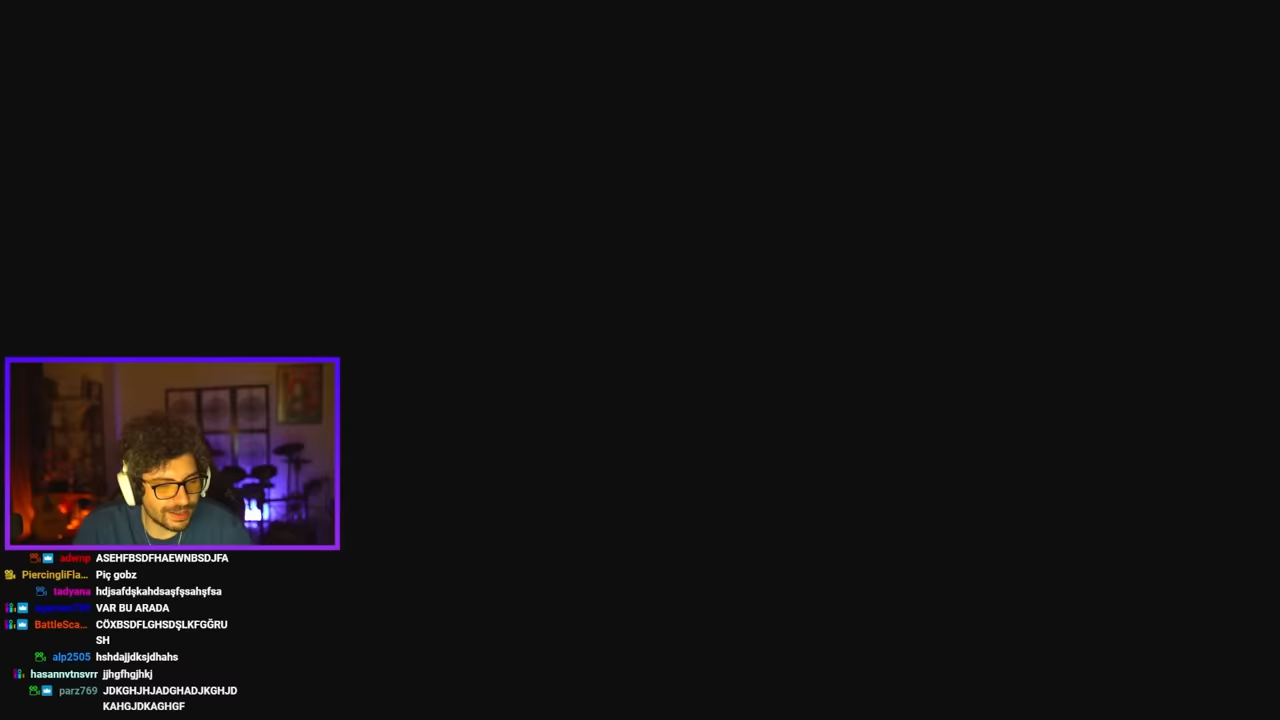 adwnp ASEHFBSDFHAEWNBSDJFA
PiercingliFla... Piç gobz
tadyana hdjsafdşkahdsaşfşsahşfsa
VAR BU ARADA
BattleSca... CÖXBSDFLGHSDŞLKFGĞRU
SH
alp2505 hshdajjdksjdhahs
hasannvtnsvrr jjhgfhgjhkj
parz769 JDKGHJHJADGHADJKGHJD
KAHGJDKAGHGF